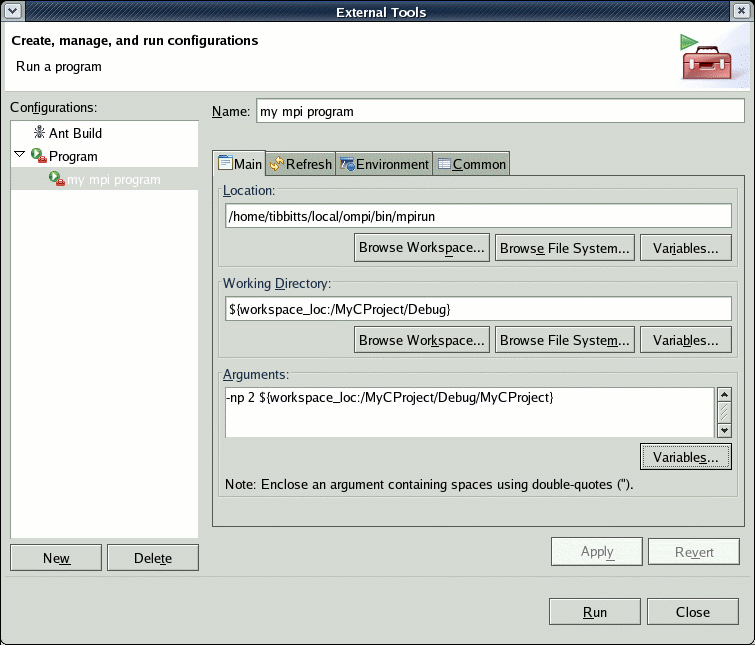 External Tools
Create, manage, and run configurations
Run a program
Configurations:
Ant Build
Program
my mpi program
New
Delete
Name: my mpi program
Main Refresh Environment Common
Location:
/home/tibbitts/local/ompi/bin/mpirun
Browse Workspace... Browse File System... Variables...
Working Directory:
${workspace_loc:/MyCProject/Debug}
Browse Workspace... Browse File System... Variables...
Arguments:
-np 2 ${workspace_loc:/MyCProject/Debug/MyCProject}
Variables...
Note: Enclose an argument containing spaces using double-quotes (").
Apply Revert
Run Close